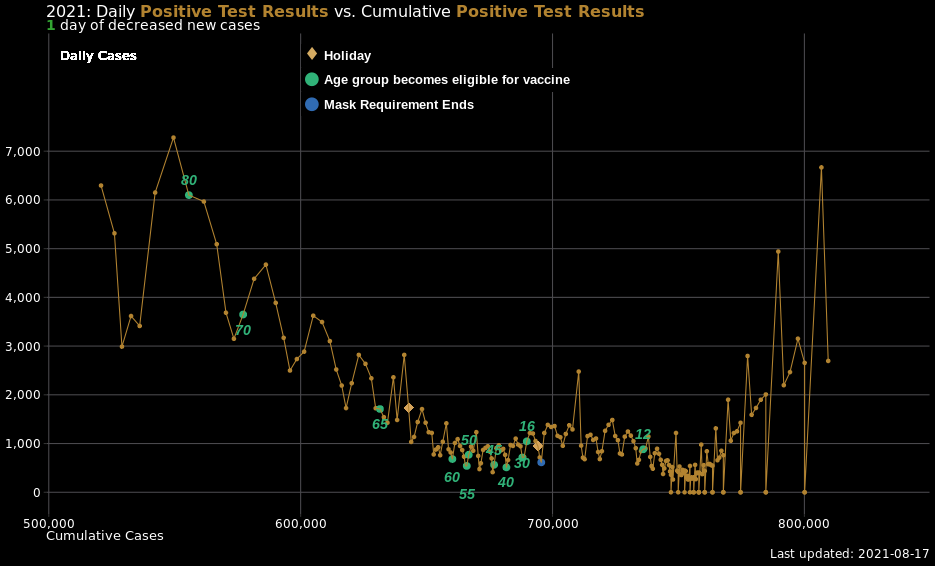 2021: Daily Positive Test Results vs. Cumulative Positive Test Results
1 day of decreased new cases
Daily Cases
Holiday
Age group becomes eligible for vaccine
Mask Requirement Ends
7,000
80
6,000
5,000
4,000
70
3,000
2,000
65
16
12
50
1,000
45
30
60
40
55
0
500,000
600,000
700,000
800,000
Cumulative Cases
Last updated: 2021-08-17